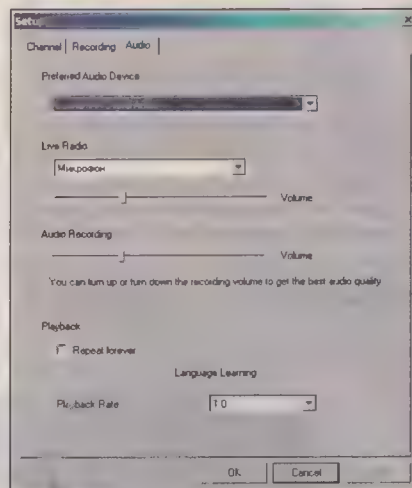 Setup
Channel Recording Audio
Preferred Audio Device
Live Radio
Микрофон
Volume
Audio Recording
Volume
You can turn up or turn down the recording volume to get the best audio quality
Playback
Repeat forever
Language Learning
Playback Rate
1.0
OK Cancel